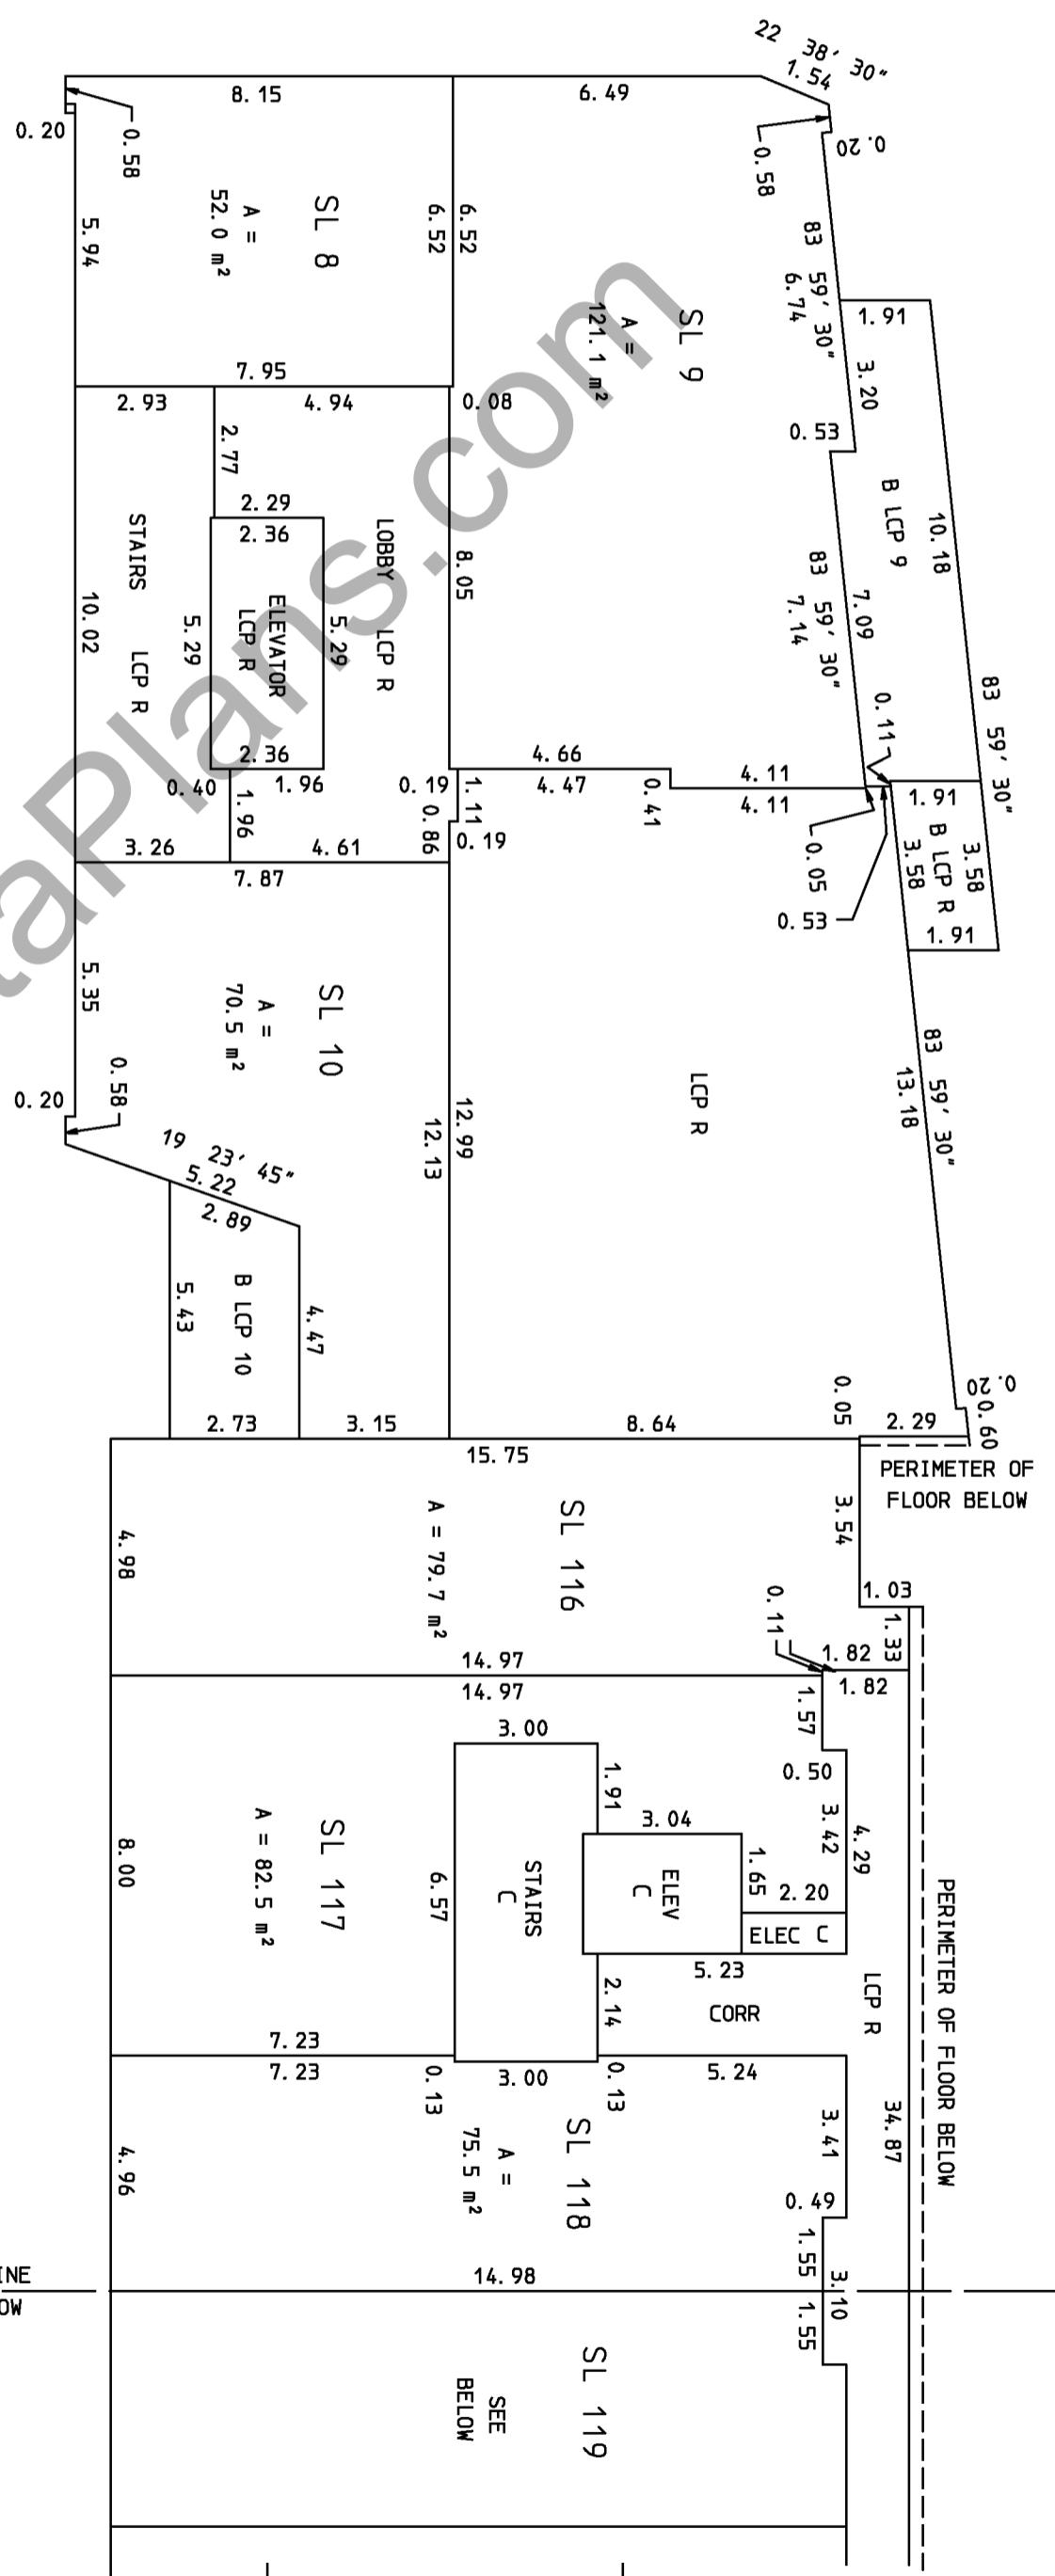 22 38' 30"
1.54
8.15
6.49
0.20
0.58
0.58
0.20
SL 8
A =
52.0 m²
5.94
6.52
6.52
SL 9
A =
121.1 m²
83 59' 30"
6.74
1.91
3.20
10.18
B LCP 9
0.53
7.95
2.93
4.94
0.08
2.77
2.29
2.36
STAIRS LCP R
10.02
5.29
ELEVATOR
LCP R
5.29
LOBBY LCP R
8.05
83 59' 30"
7.14
7.09
0.11
83 59' 30"
2.36
0.40
1.96
1.96
0.19
1.11
0.86
0.19
4.66
4.47
0.41
4.11
4.11
0.05
0.53
1.91
3.58
B LCP R
3.58
1.91
3.26
4.61
7.87
5.35
SL 10
A =
70.5 m²
0.58
0.20
12.99
12.13
LCP R
83 59' 30"
13.18
19 23' 45"
5.22
2.89
B LCP 10
5.43
4.47
2.73
3.15
8.64
0.05
2.29
0.20
0.60
PERIMETER OF
FLOOR BELOW
15.75
4.98
SL 116
A = 79.7 m²
3.54
1.03
1.33
1.82
1.82
0.11
14.97
14.97
1.57
0.50
3.00
1.91
3.04
3.42
4.29
1.65
2.20
SL 117
A = 82.5 m²
8.00
6.57
STAIRS
C
ELEV
C
ELEC C
5.23
2.14
CORR
LCP R
PERIMETER OF FLOOR BELOW
7.23
7.23
0.13
3.00
0.13
5.24
3.41
34.87
4.96
SL 118
A =
75.5 m²
0.49
1.55
3.10
1.55
14.98
INE
OW
SL 119
SEE
BELOW
taPlans.com